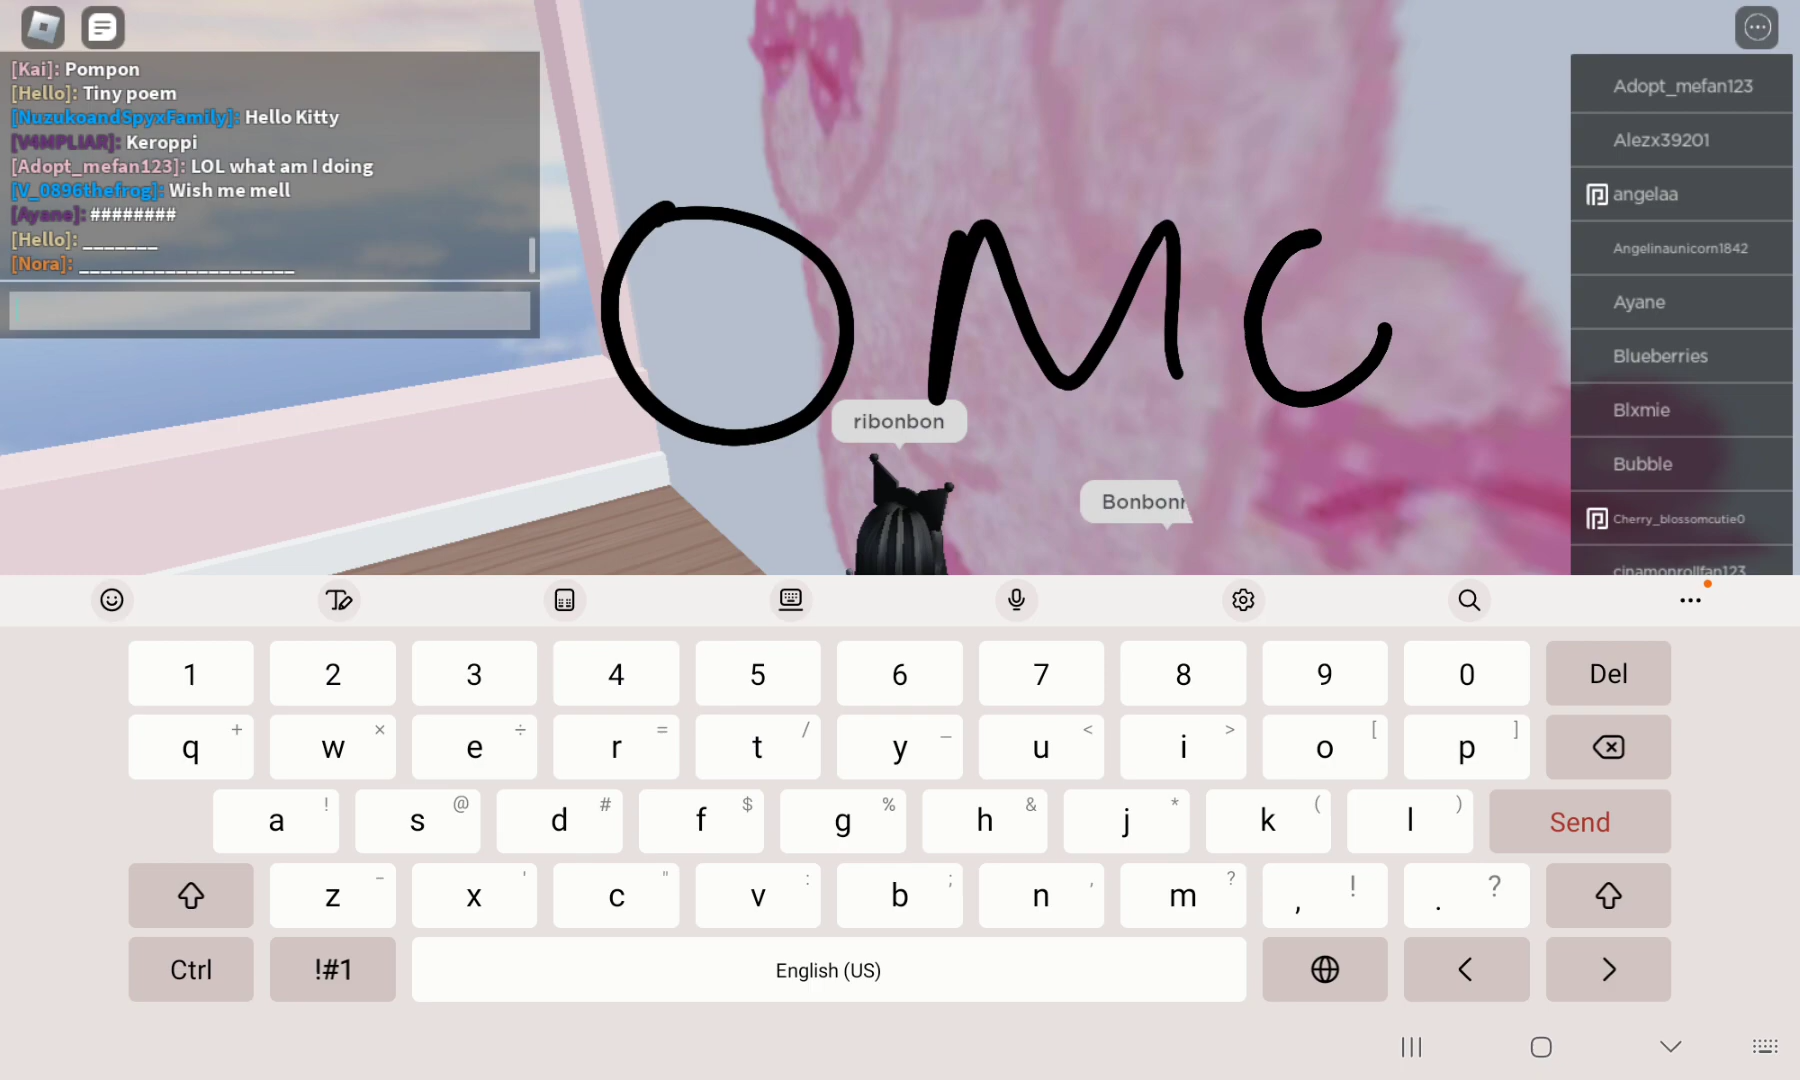 [Kai]: Pompon
[Hello]: Tiny poem
[NuzukoandSpyxFamily]: Hello Kitty
[V4MPLIAR]: Keroppi
[Adopt_mefan123]: LOL what am I doing
[V_0896thefrog]: Wish me mell
[Ayane]: ########
[Hello]: _______
[Nora]: ____________________
OMC
ribonbon
Bonbon
Adopt_mefan123
Alezx39201
angelaa
Angelinaunicorn1842
Ayane
Blueberries
Blxmie
Bubble
Cherry_blossomcutie0
cinamonrollfan123
1 2 3 4 5 6 7 8 9 0 Del
q + w × e ÷ r = t / y _ u < i > o [ p ]
a ! s @ d # f $ g % h & j * k ( l ) Send
z - x ' c " v : b ; n , m ? , ! . ?
Ctrl !#1 English (US) < >